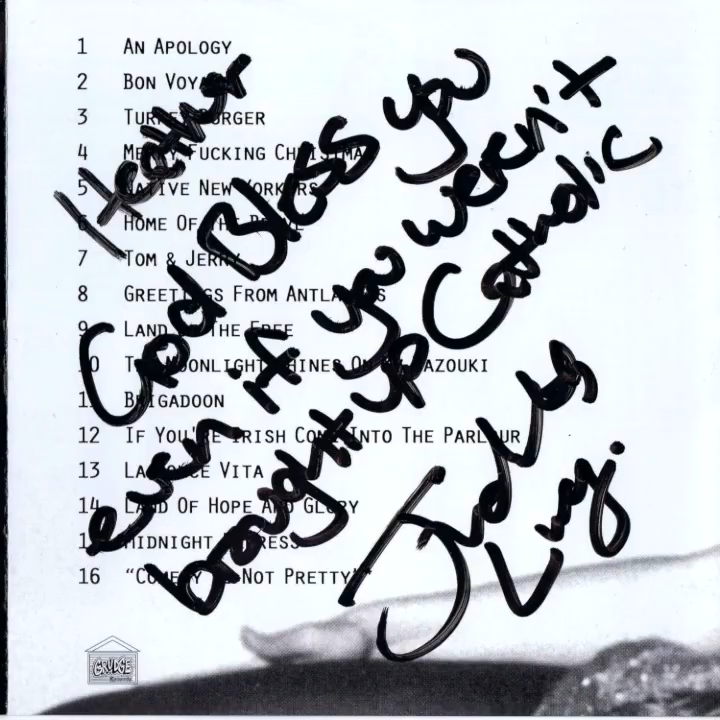 1 An Apology
2 Bon Voyage
3 Turkey Burger
4 Merry Fucking Christmas
5 Native New Yorkers
6 Home Of The Brave
7 Tom & Jerry
8 Greetings From Antlantis
9 Land Of The Free
10 The Moonlight Shines On My Bazouki
11 Brigadoon
12 If You're Irish Come Into The Parlour
13 La Dolce Vita
14 Land Of Hope And Glory
15 Midnight Express
16 "Comedy Is Not Pretty!"
Heather
God Bless you
even if you weren't
brought up Catholic
Judith
Lucy.
GRUDGE
Records